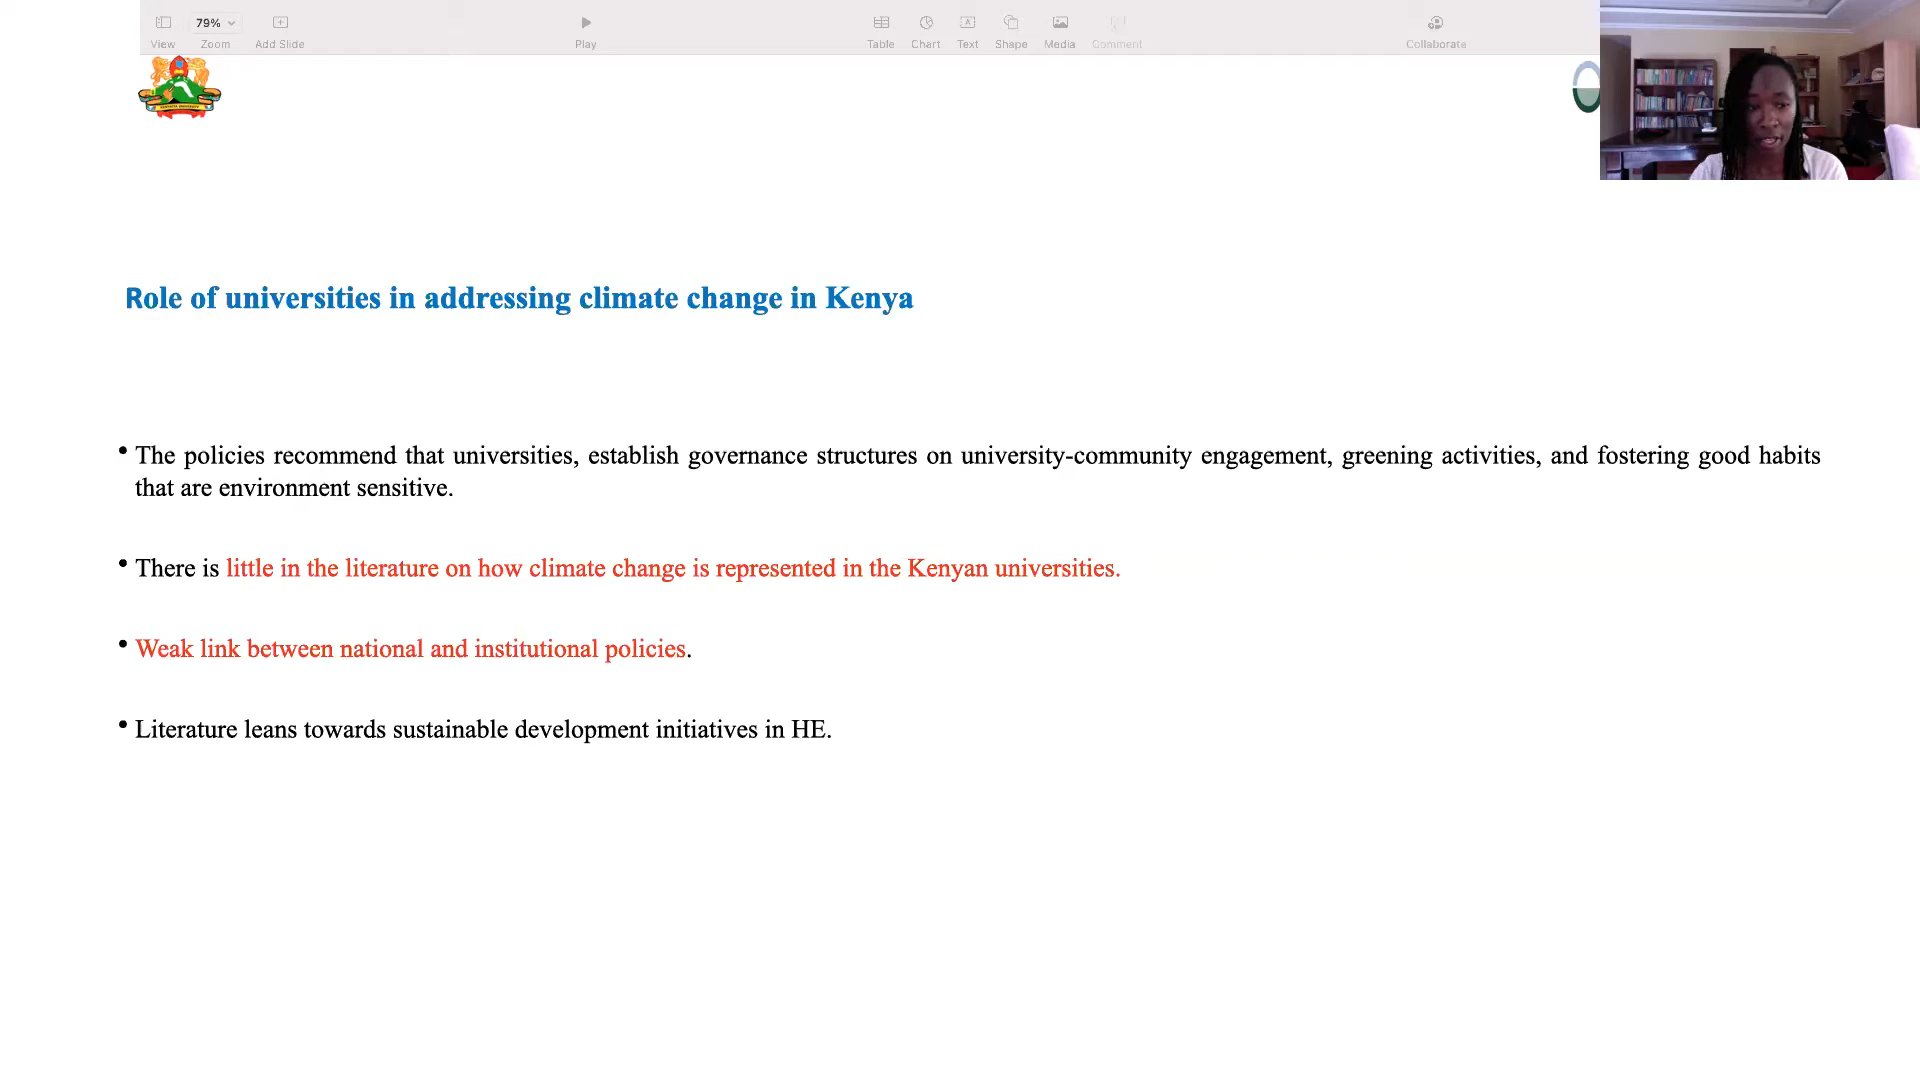 79%
View Zoom Add Slide Play Table Chart Text Shape Media Comment Collaborate
KENYATTA UNIVERSITY
Role of universities in addressing climate change in Kenya
• The policies recommend that universities, establish governance structures on university-community engagement, greening activities, and fostering good habits
that are environment sensitive.
• There is little in the literature on how climate change is represented in the Kenyan universities.
• Weak link between national and institutional policies.
• Literature leans towards sustainable development initiatives in HE.